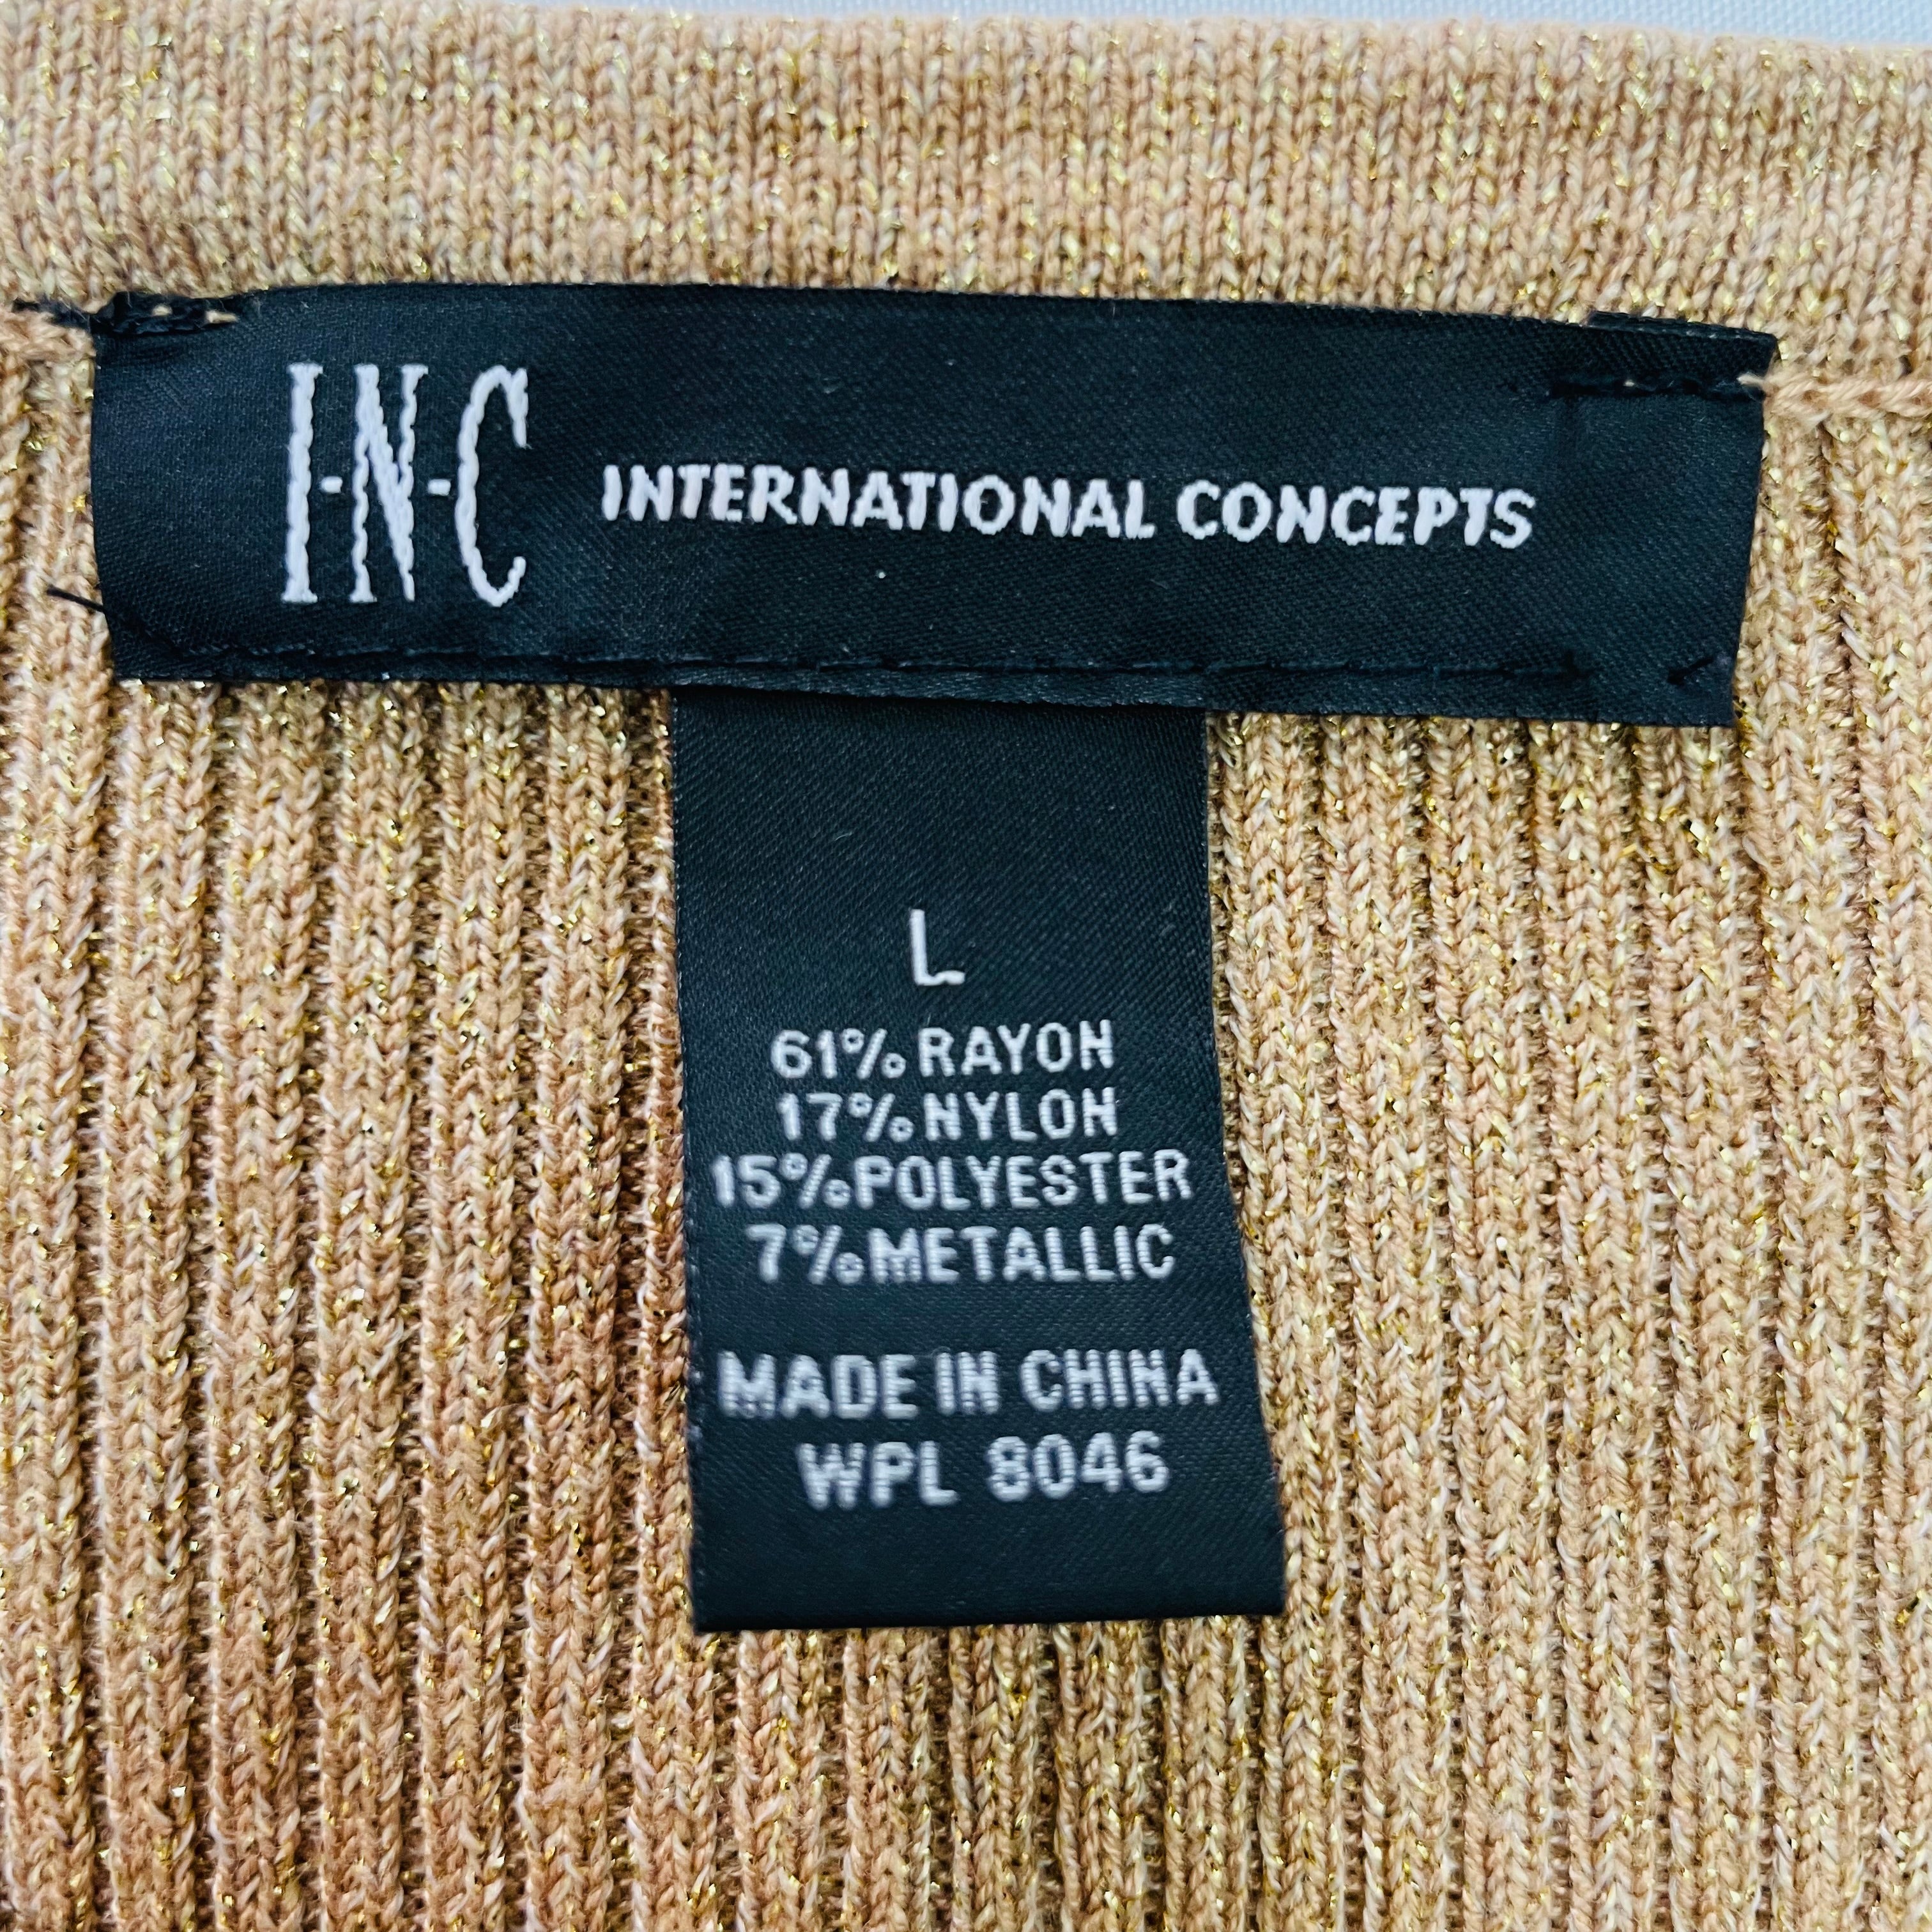 I-N-C INTERNATIONAL CONCEPTS
L
61% RAYON
17% NYLON
15% POLYESTER
7% METALLIC
MADE IN CHINA
WPL 8046